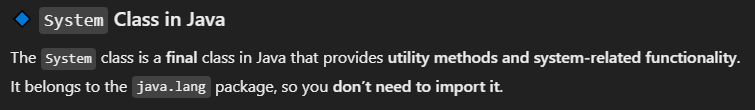 System Class in Java
The System class is a final class in Java that provides utility methods and system-related functionality.
It belongs to the java.lang package, so you don’t need to import it.